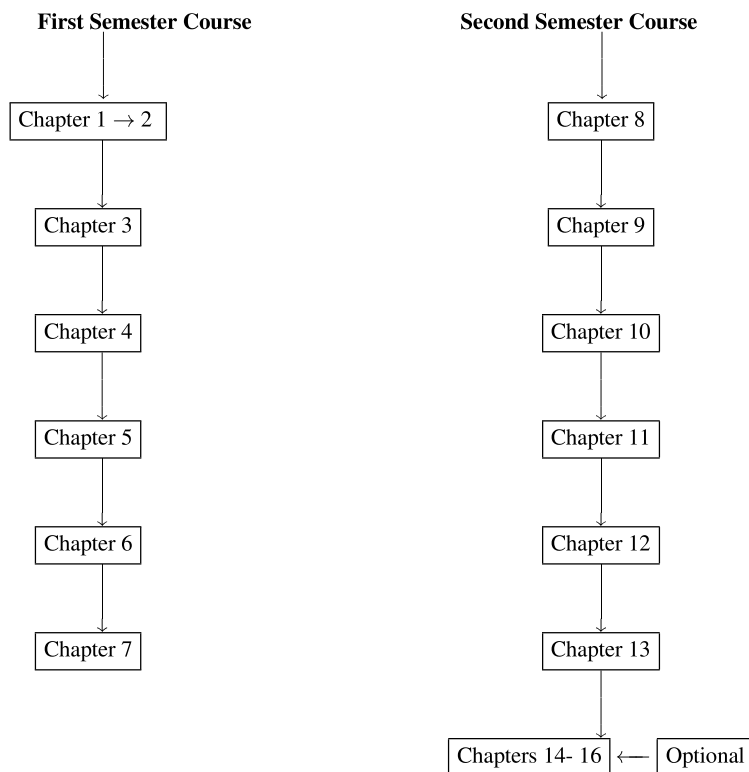 First Semester Course
Chapter 1 → 2
Chapter 3
Chapter 4
Chapter 5
Chapter 6
Chapter 7
Second Semester Course
Chapter 8
Chapter 9
Chapter 10
Chapter 11
Chapter 12
Chapter 13
Chapters 14- 16
Optional